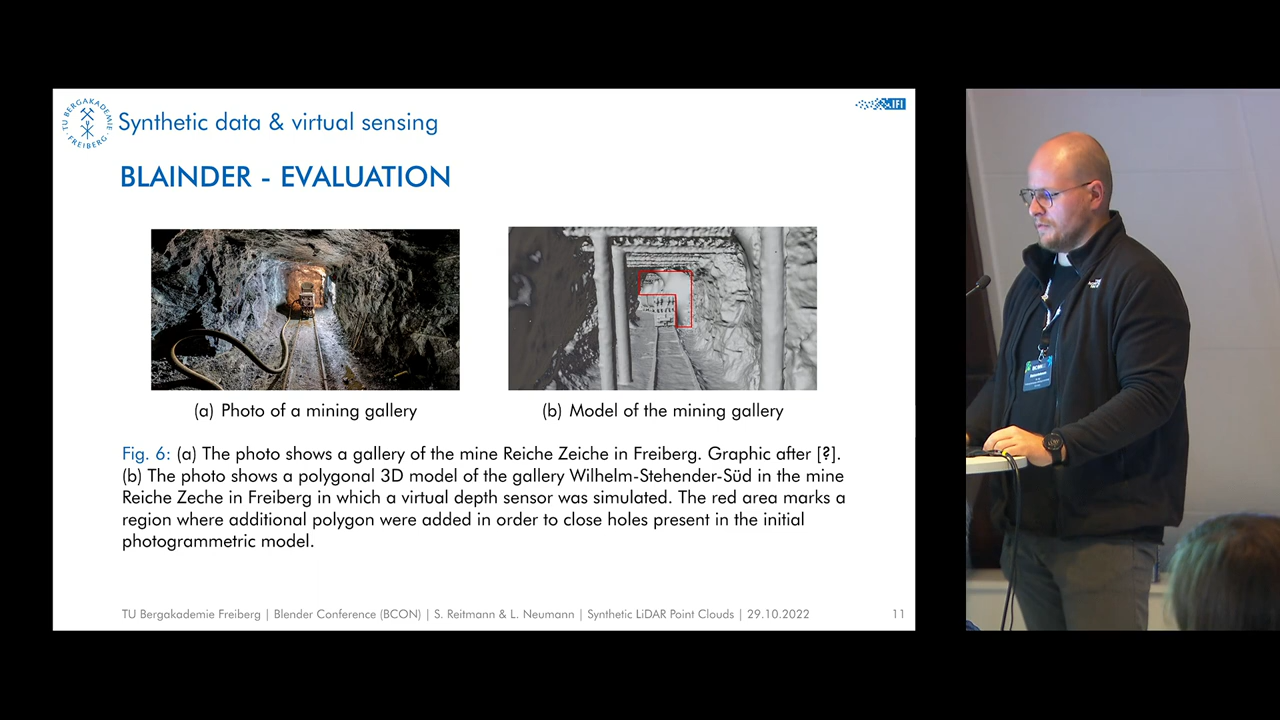 TU BERGAKADEMIE FREIBERG
IFI
Synthetic data & virtual sensing
BLAINDER - EVALUATION
(a) Photo of a mining gallery
(b) Model of the mining gallery
Fig. 6: (a) The photo shows a gallery of the mine Reiche Zeiche in Freiberg. Graphic after [?].
(b) The photo shows a polygonal 3D model of the gallery Wilhelm-Stehender-Süd in the mine
Reiche Zeche in Freiberg in which a virtual depth sensor was simulated. The red area marks a
region where additional polygon were added in order to close holes present in the initial
photogrammetric model.
TU Bergakademie Freiberg | Blender Conference (BCON) | S. Reitmann & L. Neumann | Synthetic LiDAR Point Clouds | 29.10.2022
11